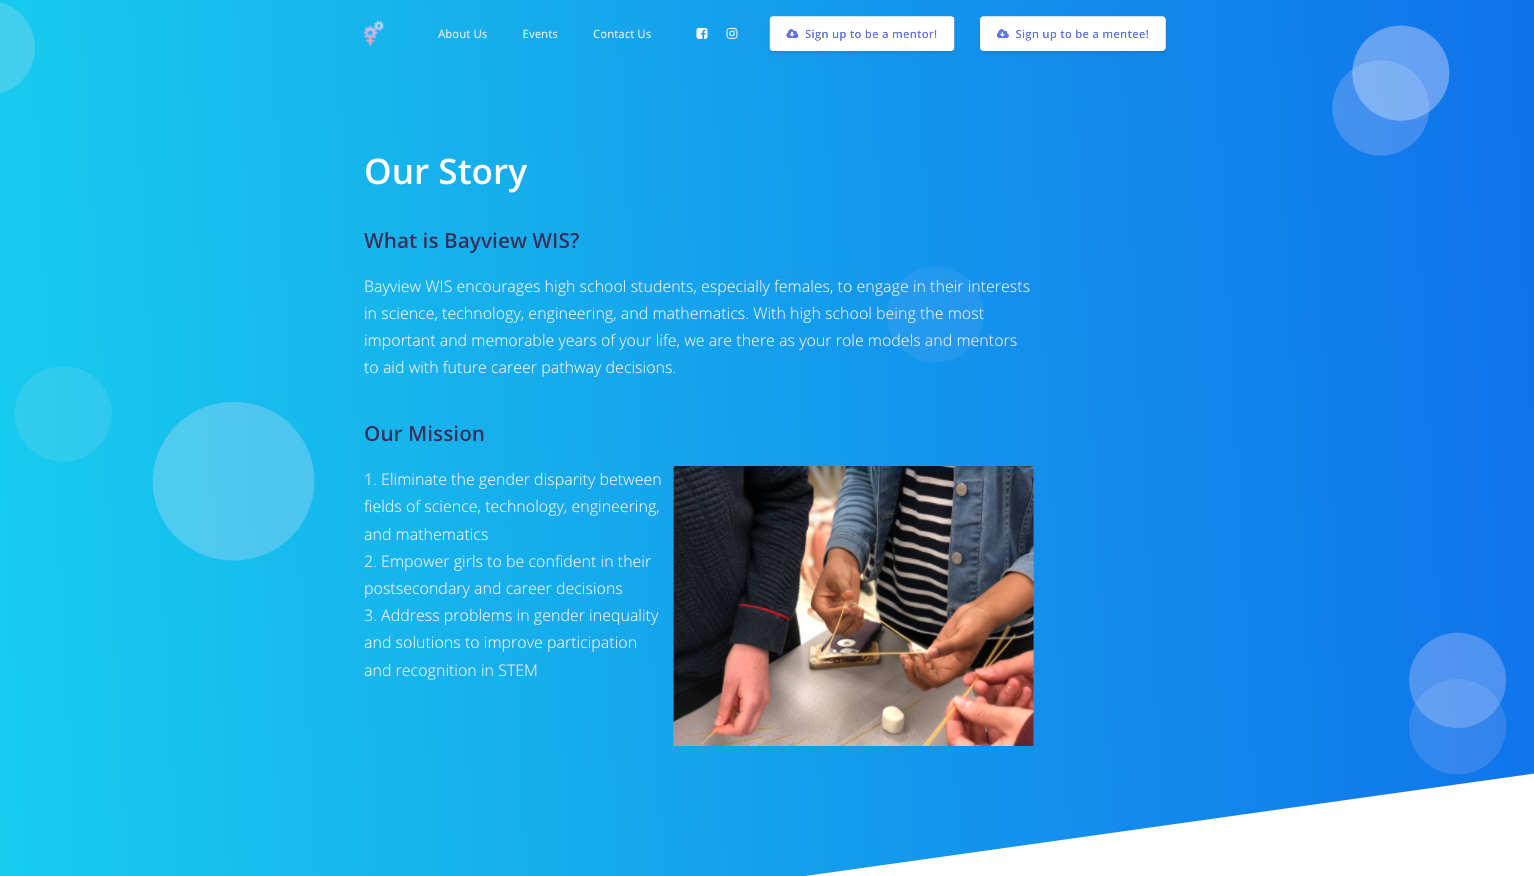 About Us Events Contact Us Sign up to be a mentor! Sign up to be a mentee!
Our Story
What is Bayview WIS?
Bayview WIS encourages high school students, especially females, to engage in their interests
in science, technology, engineering, and mathematics. With high school being the most
important and memorable years of your life, we are there as your role models and mentors
to aid with future career pathway decisions.
Our Mission
1. Eliminate the gender disparity between
fields of science, technology, engineering,
and mathematics
2. Empower girls to be confident in their
postsecondary and career decisions
3. Address problems in gender inequality
and solutions to improve participation
and recognition in STEM